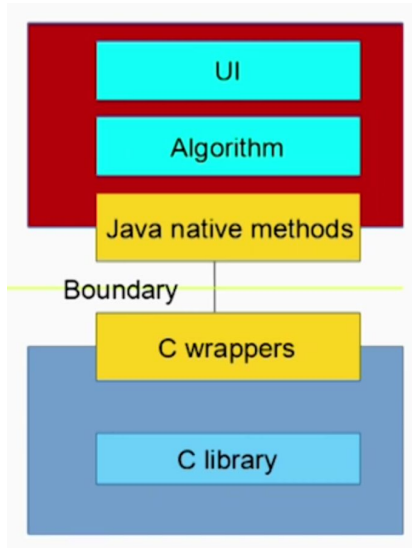 UI
Algorithm
Java native methods
Boundary
C wrappers
C library